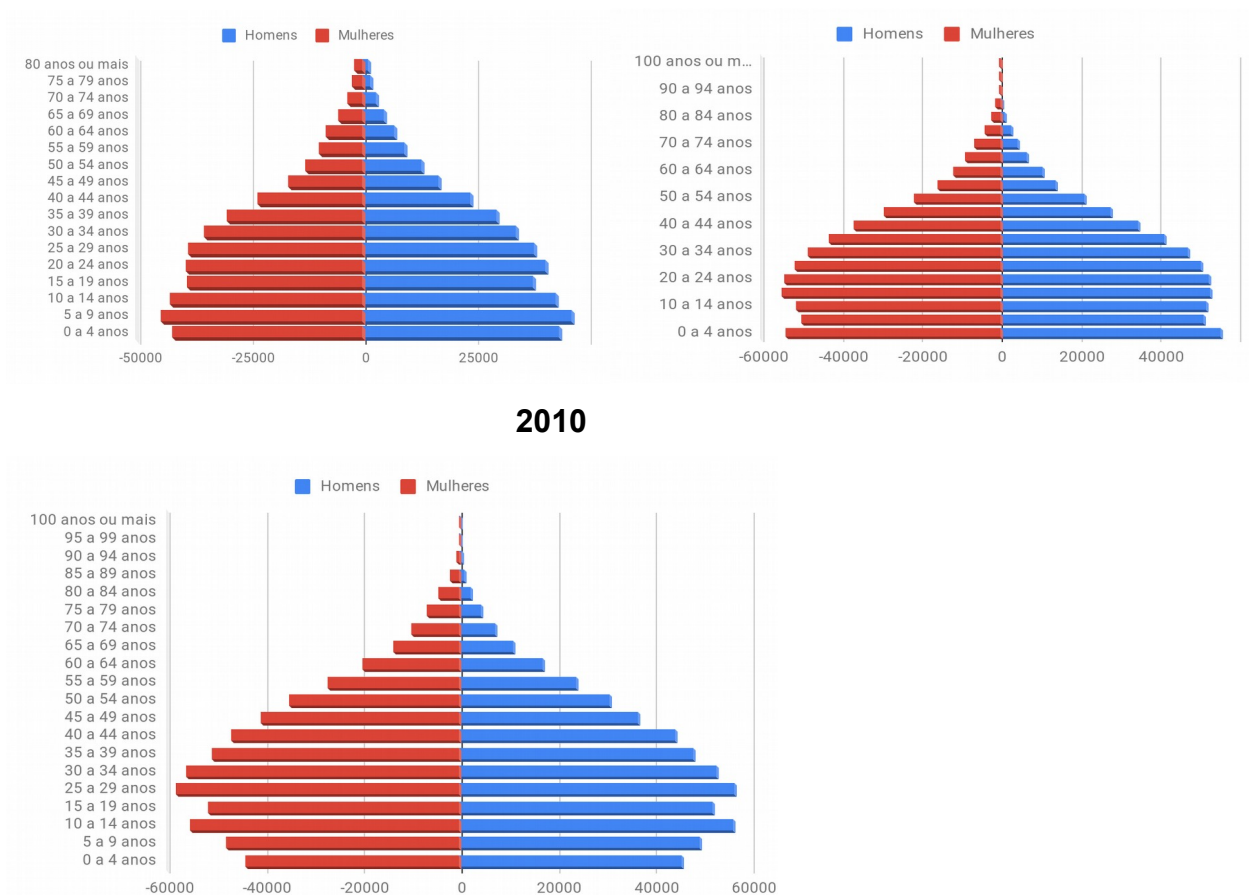 Homens Mulheres
80 anos ou mais
75 a 79 anos
70 a 74 anos
65 a 69 anos
60 a 64 anos
55 a 59 anos
50 a 54 anos
45 a 49 anos
40 a 44 anos
35 a 39 anos
30 a 34 anos
25 a 29 anos
20 a 24 anos
15 a 19 anos
10 a 14 anos
5 a 9 anos
0 a 4 anos
-50000 -25000 0 25000
Homens Mulheres
100 anos ou m...
90 a 94 anos
80 a 84 anos
70 a 74 anos
60 a 64 anos
50 a 54 anos
40 a 44 anos
30 a 34 anos
20 a 24 anos
10 a 14 anos
0 a 4 anos
-60000 -40000 -20000 0 20000 40000
2010
Homens Mulheres
100 anos ou mais
95 a 99 anos
90 a 94 anos
85 a 89 anos
80 a 84 anos
75 a 79 anos
70 a 74 anos
65 a 69 anos
60 a 64 anos
55 a 59 anos
50 a 54 anos
45 a 49 anos
40 a 44 anos
35 a 39 anos
30 a 34 anos
25 a 29 anos
15 a 19 anos
10 a 14 anos
5 a 9 anos
0 a 4 anos
-60000 -40000 -20000 0 20000 40000 60000